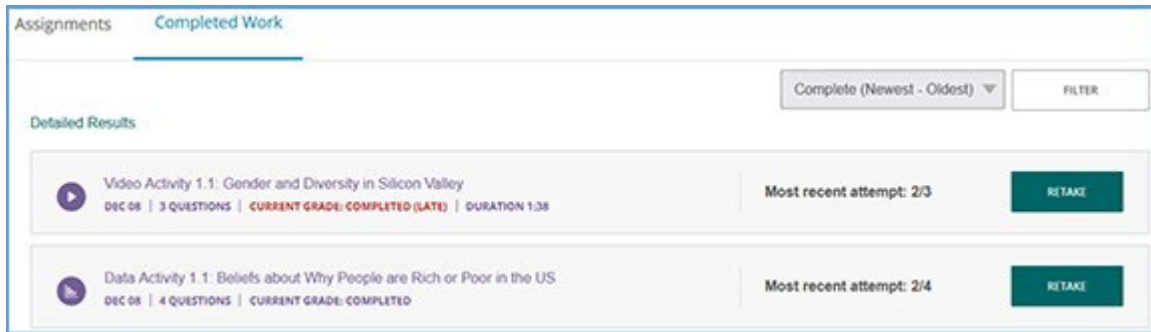 Assignments
Completed Work
Complete (Newest - Oldest)
FILTER
Detailed Results
Video Activity 1.1: Gender and Diversity in Silicon Valley
DEC 08 | 3 QUESTIONS | CURRENT GRADE: COMPLETED (LATE) | DURATION 1:38
Most recent attempt: 2/3
RETAKE
Data Activity 1.1: Beliefs about Why People are Rich or Poor in the US
DEC 08 | 4 QUESTIONS | CURRENT GRADE: COMPLETED
Most recent attempt: 2/4
RETAKE